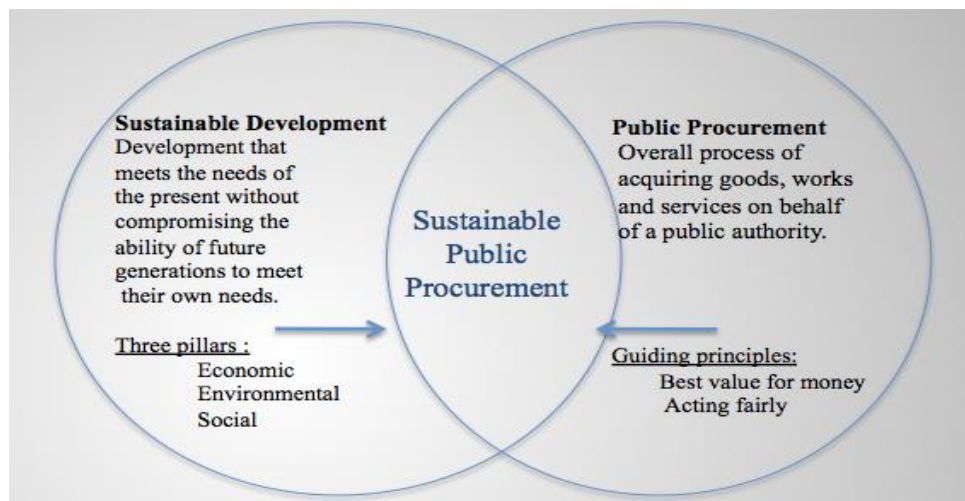 Sustainable Development
Development that
meets the needs of
the present without
compromising the
ability of future
generations to meet
their own needs.
Three pillars :
Economic
Environmental
Social
Sustainable
Public
Procurement
Public Procurement
Overall process of
acquiring goods, works
and services on behalf
of a public authority.
Guiding principles:
Best value for money
Acting fairly